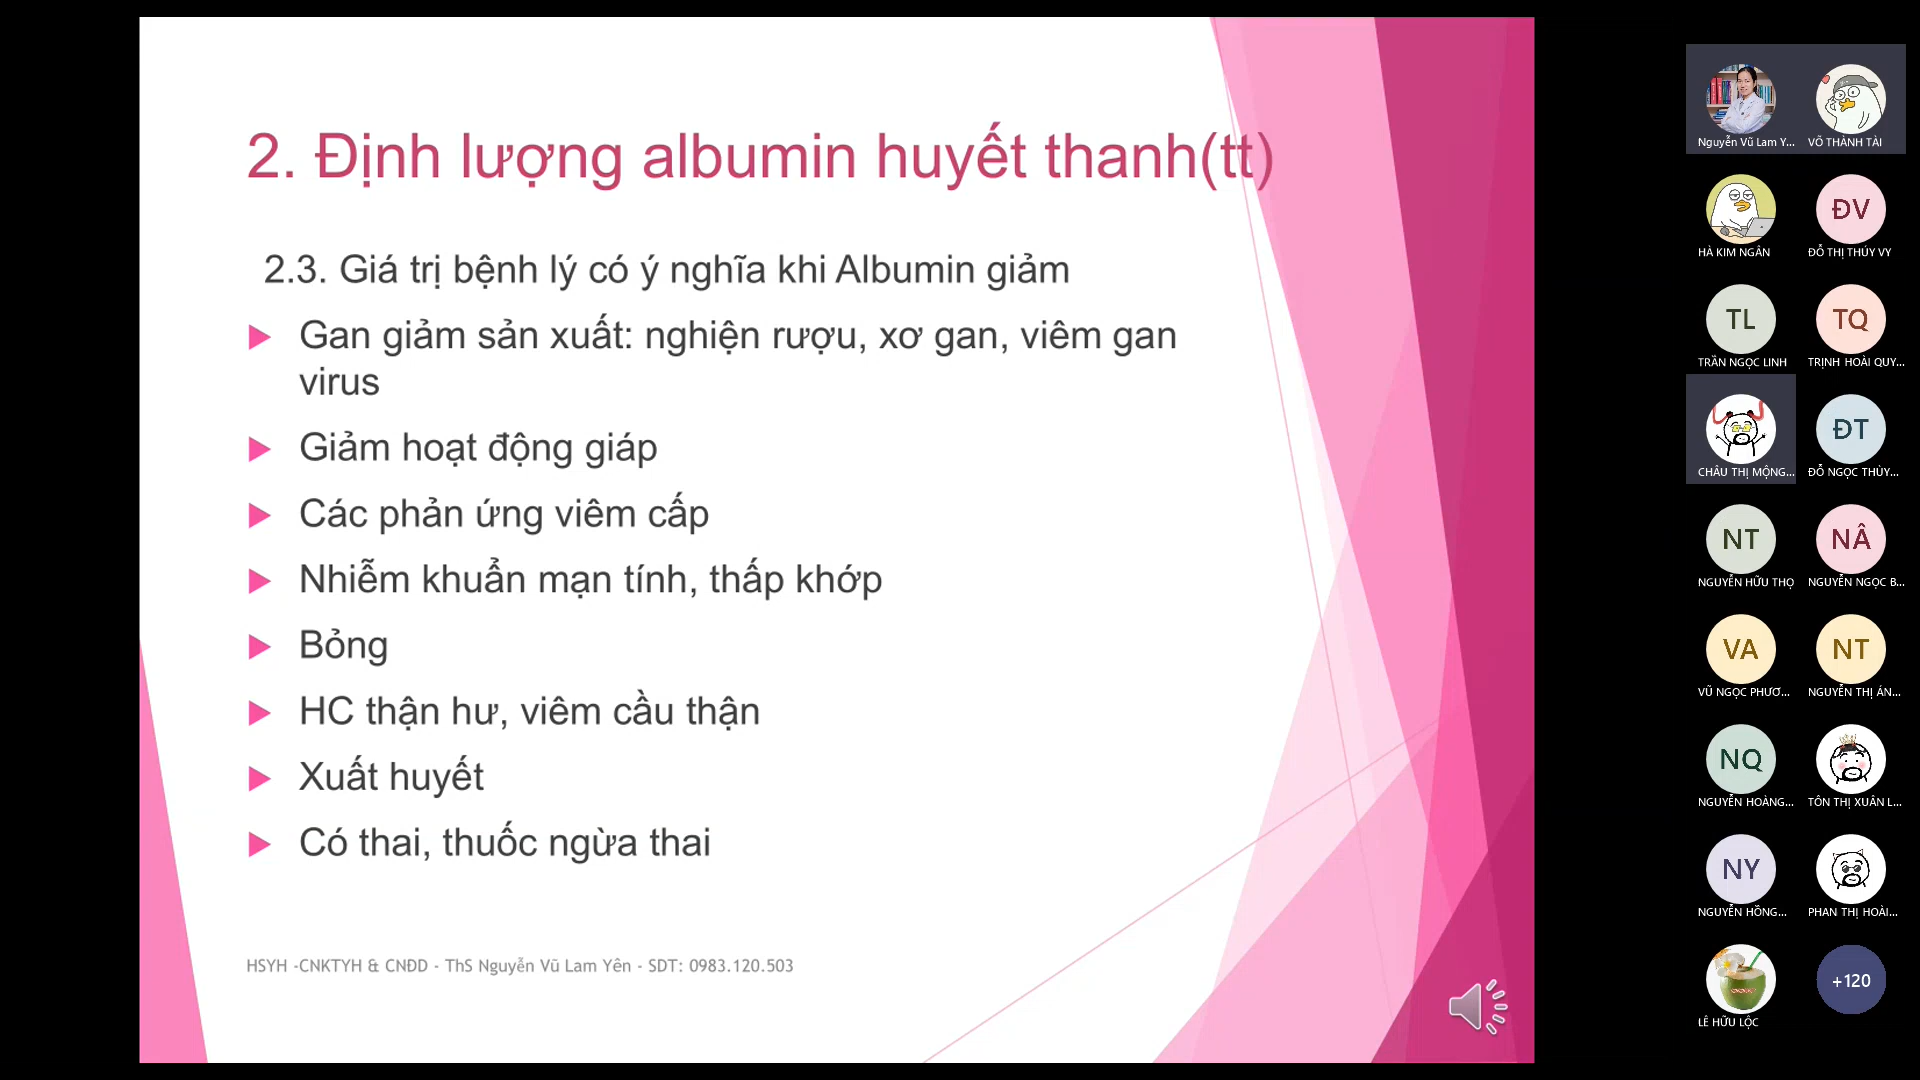 2. Định lượng albumin huyết thanh(tt)
2.3. Giá trị bệnh lý có ý nghĩa khi Albumin giảm
Gan giảm sản xuất: nghiện rượu, xơ gan, viêm gan
virus
Giảm hoạt động giáp
Các phản ứng viêm cấp
Nhiễm khuẩn mạn tính, thấp khớp
Bỏng
HC thận hư, viêm cầu thận
Xuất huyết
Có thai, thuốc ngừa thai
HSYH -CNKTYH & CNĐD - ThS Nguyễn Vũ Lam Yên - SDT: 0983.120.503
Nguyễn Vũ Lam Y...
VÕ THÀNH TÀI
HÀ KIM NGÂN
ĐV
ĐỖ THỊ THÚY VY
TL
TRẦN NGỌC LINH
TQ
TRỊNH HOÀI QUY...
CHÂU THỊ MỘNG...
ĐT
ĐỖ NGỌC THÙY...
NT
NGUYỄN HỮU THỌ
NÂ
NGUYỄN NGỌC B...
VA
VŨ NGỌC PHƯƠ...
NT
NGUYỄN THỊ ÁN...
NQ
NGUYỄN HOÀNG...
TÔN THỊ XUÂN L...
NY
NGUYỄN HỒNG...
PHAN THỊ HOÀI...
LÊ HỮU LỘC
+120